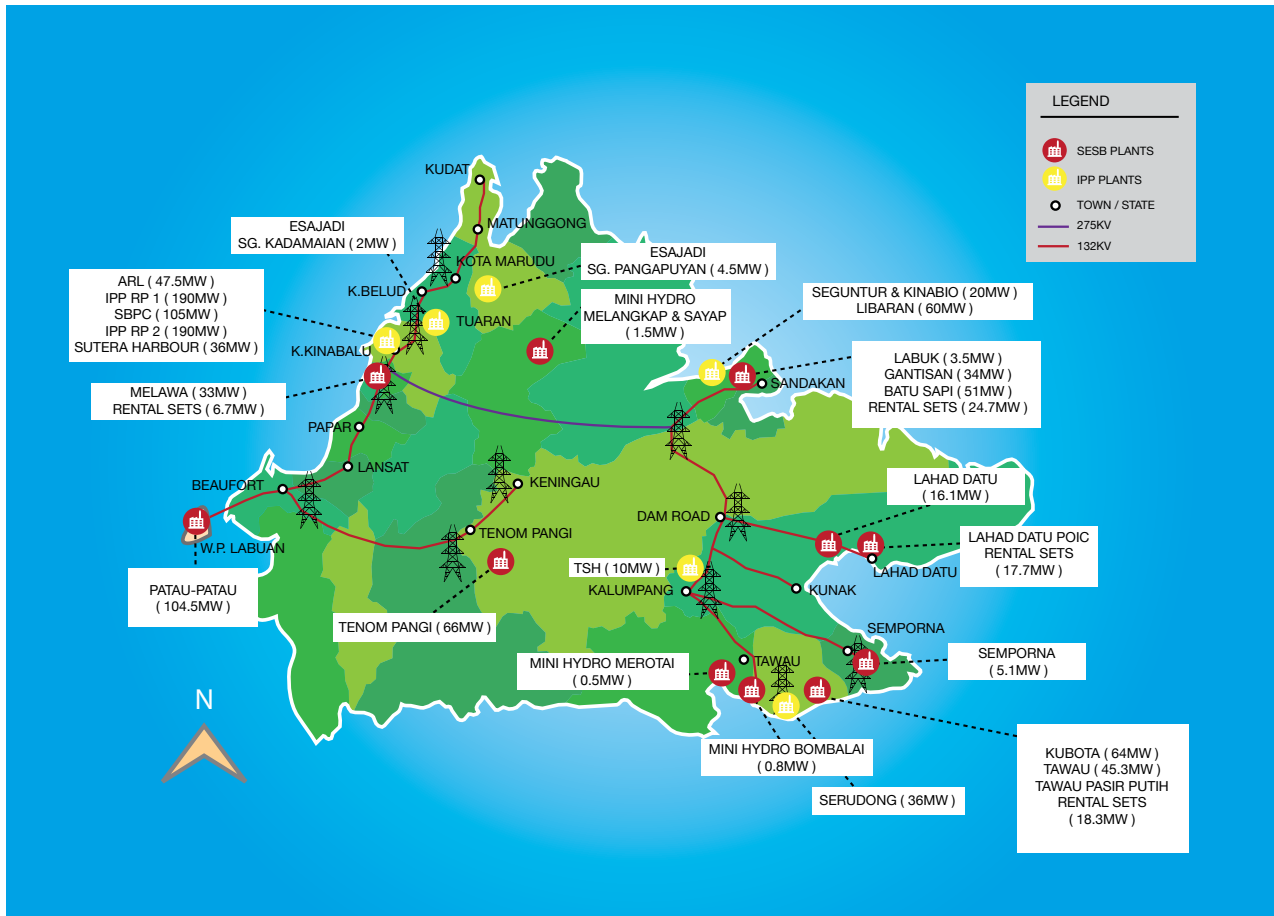 LEGEND
SESB PLANTS
IPP PLANTS
TOWN / STATE
275KV
132KV
KUDAT
MATUNGGONG
ESAJADI
SG. KADAMAIAN ( 2MW )
KOTA MARUDU
ESAJADI
SG. PANGAPUYAN ( 4.5MW )
ARL ( 47.5MW )
IPP RP 1 ( 190MW )
SBPC ( 105MW )
IPP RP 2 ( 190MW )
SUTERA HARBOUR ( 36MW )
K.BELUD
TUARAN
K.KINABALU
MINI HYDRO
MELANGKAP & SAYAP
( 1.5MW )
SEGUNTUR & KINABIO ( 20MW )
LIBARAN ( 60MW )
LABUK ( 3.5MW )
GANTISAN ( 34MW )
BATU SAPI ( 51MW )
RENTAL SETS ( 24.7MW )
SANDAKAN
MELAWA ( 33MW )
RENTAL SETS ( 6.7MW )
PAPAR
LANSAT
BEAUFORT
KENINGAU
LAHAD DATU
( 16.1MW )
DAM ROAD
TENOM PANGI
W.P. LABUAN
LAHAD DATU POIC
RENTAL SETS
( 17.7MW )
LAHAD DATU
TSH ( 10MW )
KALUMPANG
KUNAK
PATAU-PATAU
( 104.5MW )
TENOM PANGI ( 66MW )
SEMPORNA
SEMPORNA
( 5.1MW )
MINI HYDRO MEROTAI
( 0.5MW )
TAWAU
N
MINI HYDRO BOMBALAI
( 0.8MW )
SERUDONG ( 36MW )
KUBOTA ( 64MW )
TAWAU ( 45.3MW )
TAWAU PASIR PUTIH
RENTAL SETS
( 18.3MW )